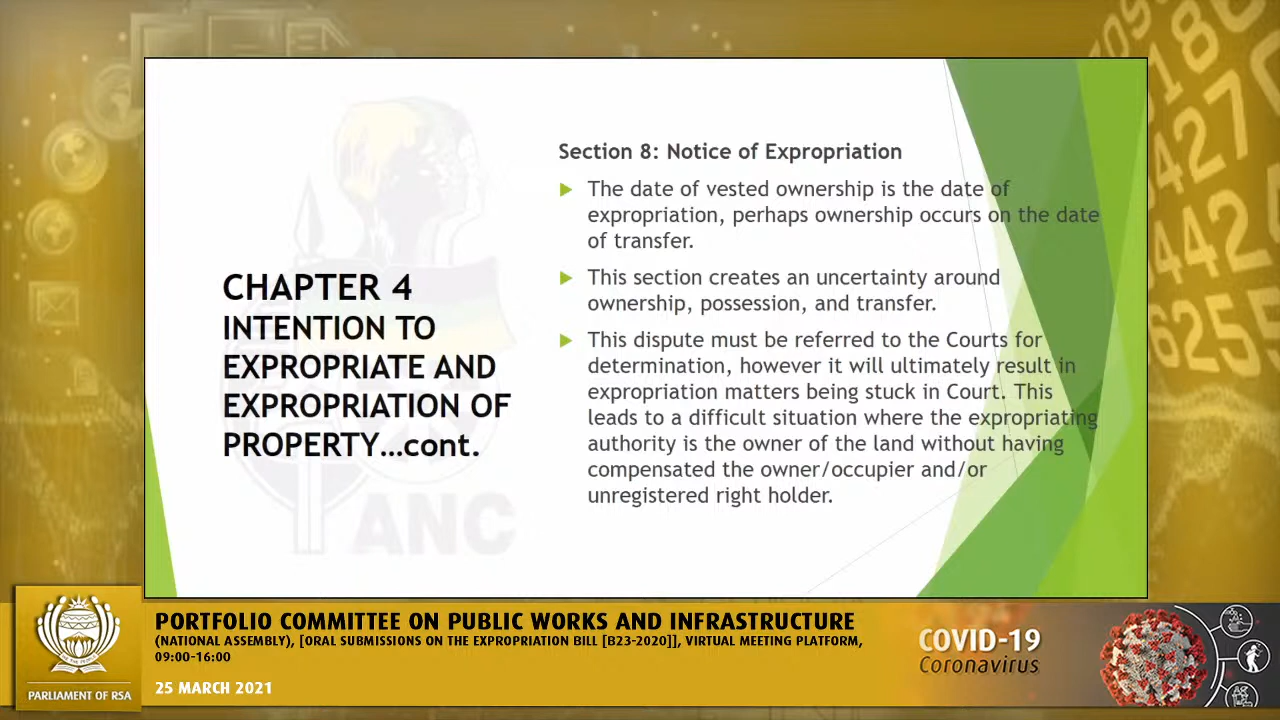 CHAPTER 4
INTENTION TO
EXPROPRIATE AND
EXPROPRIATION OF
PROPERTY...cont.
ANC
Section 8: Notice of Expropriation
The date of vested ownership is the date of
expropriation, perhaps ownership occurs on the date
of transfer.
This section creates an uncertainty around
ownership, possession, and transfer.
This dispute must be referred to the Courts for
determination, however it will ultimately result in
expropriation matters being stuck in Court. This
leads to a difficult situation where the expropriating
authority is the owner of the land without having
compensated the owner/occupier and/or
unregistered right holder.
PARLIAMENT OF RSA
PORTFOLIO COMMITTEE ON PUBLIC WORKS AND INFRASTRUCTURE
(NATIONAL ASSEMBLY), [ORAL SUBMISSIONS ON THE EXPROPRIATION BILL [B23-2020]], VIRTUAL MEETING PLATFORM,
09:00-16:00
25 MARCH 2021
COVID-19
Coronavirus